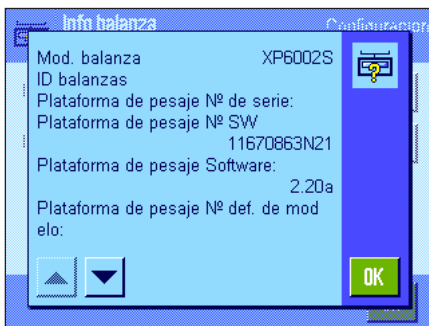 Info balanza
Configuracion
Mod. balanza XP6002S
ID balanzas
Plataforma de pesaje Nº de serie:
Plataforma de pesaje Nº SW
11670863N21
Plataforma de pesaje Software:
2.20a
Plataforma de pesaje Nº def. de mod
elo:
OK